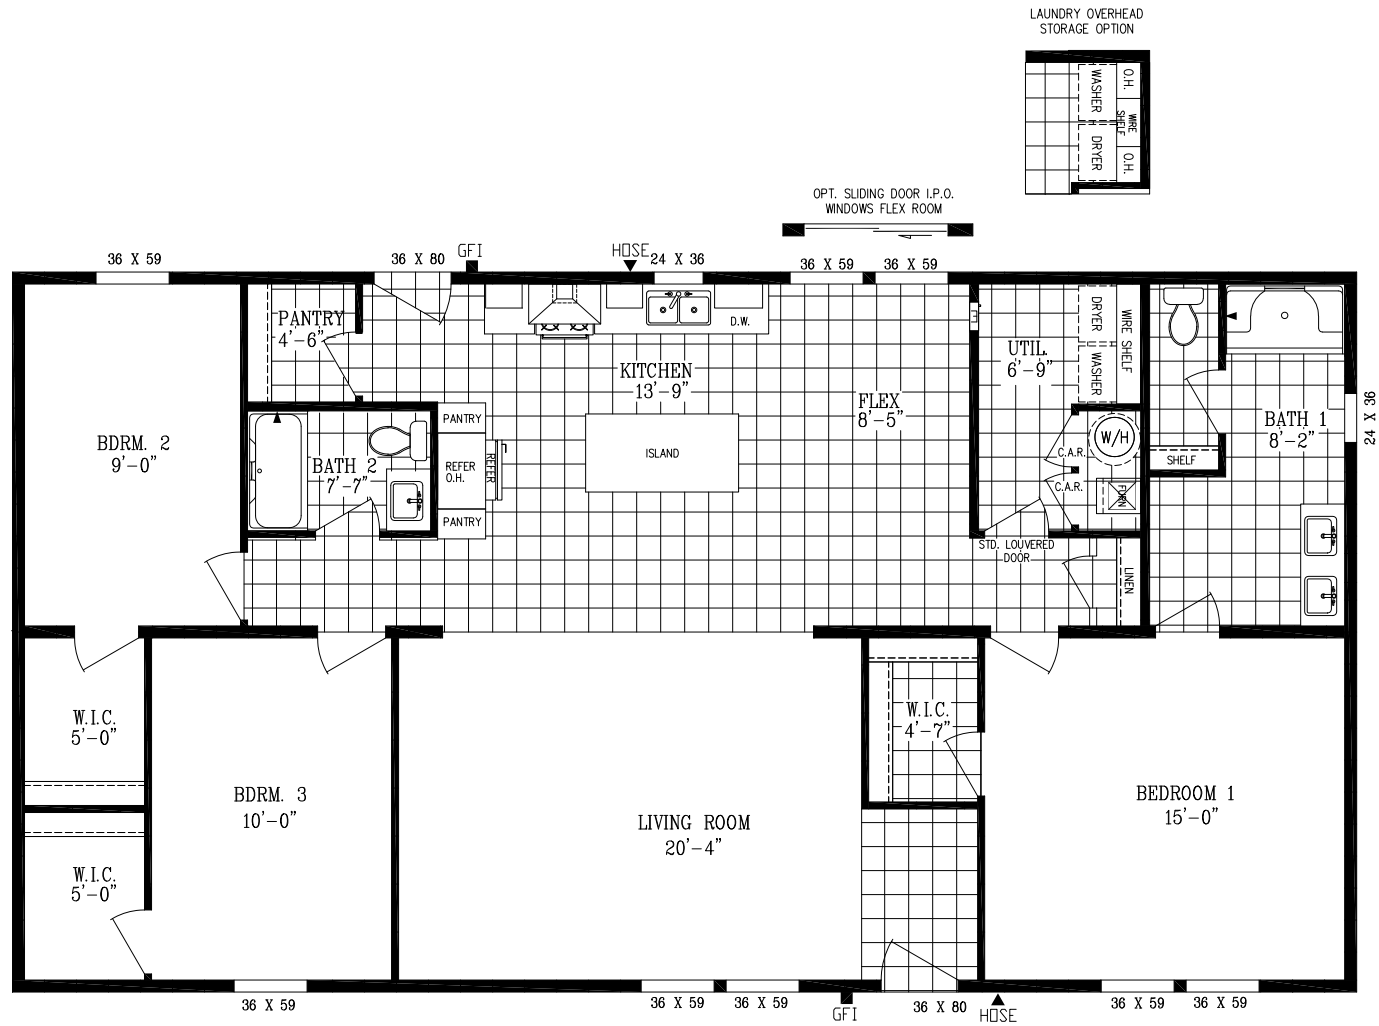 LAUNDRY OVERHEAD
STORAGE OPTION
O.H.
WASHER
WIRE
SHELF
DRYER
O.H.
OPT. SLIDING DOOR I.P.O.
WINDOWS FLEX ROOM
36 X 59
36 X 80
GFI
HOSE
24 X 36
36 X 59
36 X 59
PANTRY
4'-6"
D.W.
KITCHEN
13'-9"
FLEX
8'-5"
UTIL.
6'-9"
DRYER
WASHER
WIRE SHELF
BATH 1
8'-2"
24 X 36
BDRM. 2
9'-0"
BATH 2
7'-7"
PANTRY
REFER
O.H.
REFER
PANTRY
ISLAND
C.A.R.
W/H
C.A.R.
FURN
SHELF
STD. LOUVERED
DOOR
LINEN
W.I.C.
5'-0"
W.I.C.
4'-7"
BDRM. 3
10'-0"
LIVING ROOM
20'-4"
BEDROOM 1
15'-0"
W.I.C.
5'-0"
36 X 59
36 X 59
36 X 59
GFI
36 X 80
HOSE
36 X 59
36 X 59